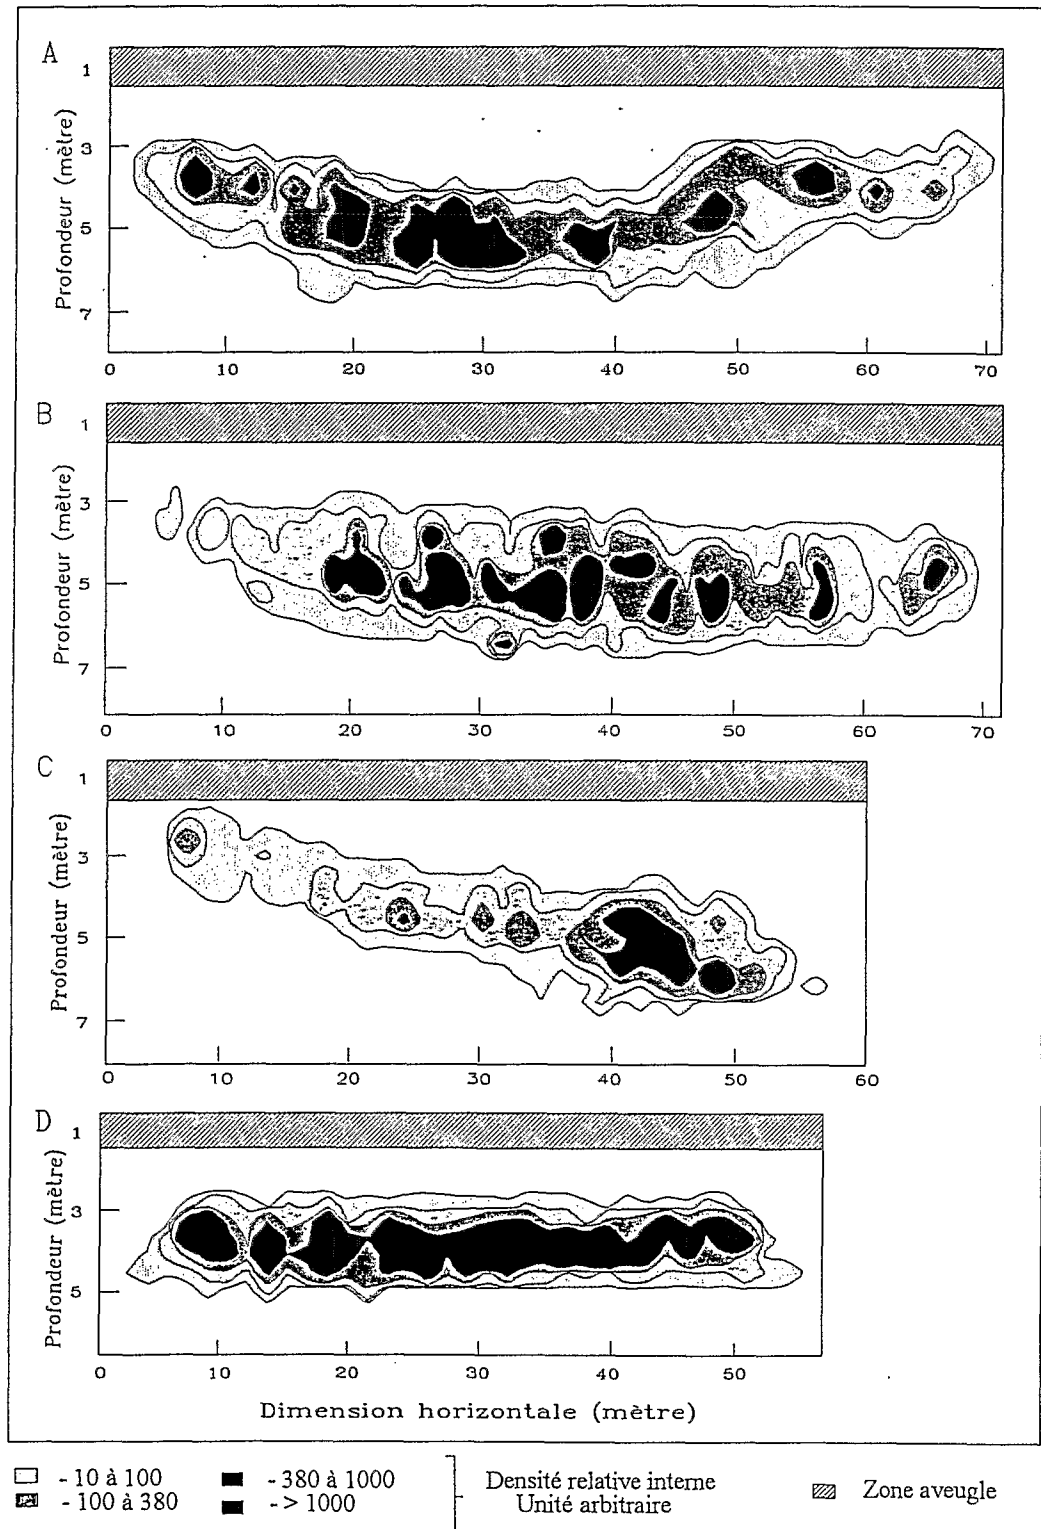 A
1
3
5
7
Profondeur (mètre)
0 10 20 30 40 50 60 70
B
1
3
5
7
Profondeur (mètre)
0 10 20 30 40 50 60 70
C
1
3
5
7
Profondeur (mètre)
0 10 20 30 40 50 60
D
1
3
5
Profondeur (mètre)
0 10 20 30 40 50
Dimension horizontale (mètre)
- 10 à 100 - 380 à 1000
- 100 à 380 - > 1000
Densité relative interne
Unité arbitraire
Zone aveugle